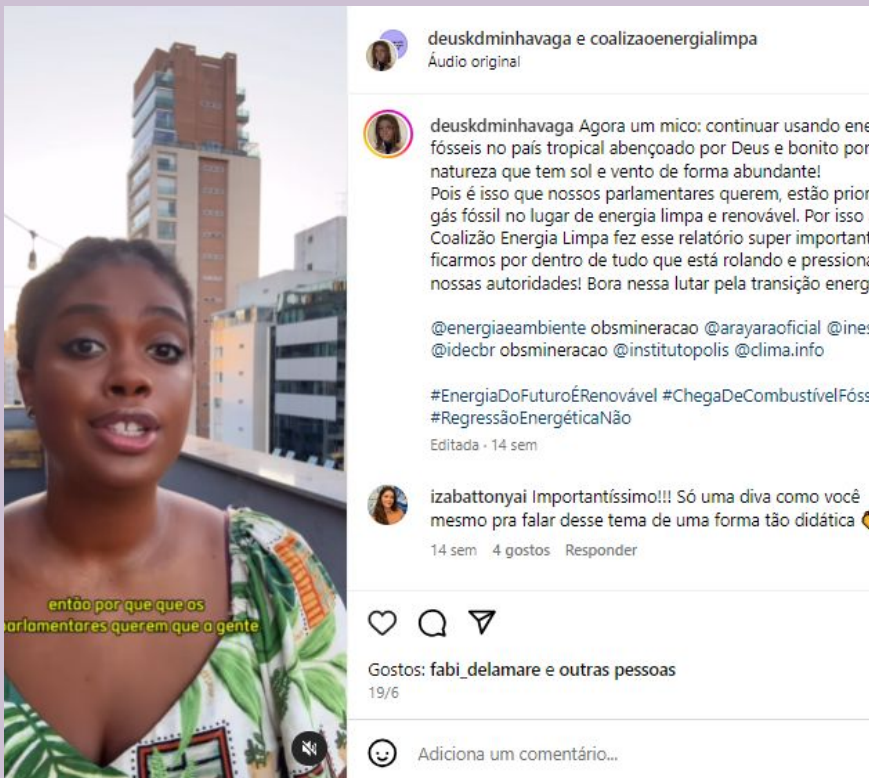 deuskdminhavaga e coalizaoenergialimpa
Áudio original
deuskdminhavaga Agora um mico: continuar usando ene
fósseis no país tropical abençoado por Deus e bonito por
natureza que tem sol e vento de forma abundante!
Pois é isso que nossos parlamentares querem, estão prior
gás fóssil no lugar de energia limpa e renovável. Por isso
Coalizão Energia Limpa fez esse relatório super important
ficarmos por dentro de tudo que está rolando e pressiona
nossas autoridades! Bora nessa lutar pela transição energ
@energiaeambiente obsmineracao @arayaraoficial @ines
@idecbr obsmineracao @institutopolis @clima.info
#EnergiaDoFuturoÉRenovável #ChegaDeCombustívelFóss
#RegressãoEnergéticaNão
Editada · 14 sem
izabattonyai Importantíssimo!!! Só uma diva como você
mesmo pra falar desse tema de uma forma tão didática
14 sem 4 gostos Responder
então por que que os
parlamentares querem que a gente
Gostos: fabi_delamare e outras pessoas
19/6
Adiciona um comentário...